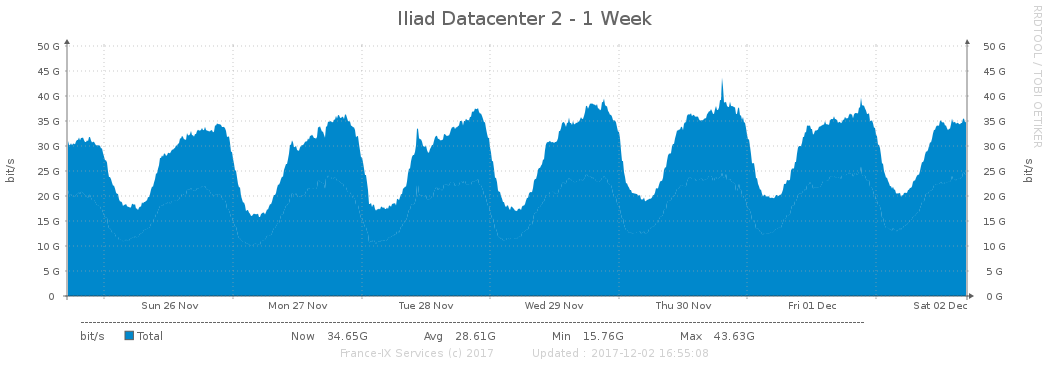 Iliad Datacenter 2 - 1 Week
RRDTOOL / TOBI OETIKER
bit/s
50 G
45 G
40 G
35 G
30 G
25 G
20 G
15 G
10 G
5 G
0
50 G
45 G
40 G
35 G
30 G
25 G
20 G
15 G
10 G
5 G
0 G
bit/s
Sun 26 Nov Mon 27 Nov Tue 28 Nov Wed 29 Nov Thu 30 Nov Fri 01 Dec Sat 02 Dec
bit/s Total Now 34.65G Avg 28.61G Min 15.76G Max 43.63G
France-IX Services (c) 2017 Updated : 2017-12-02 16:55:08